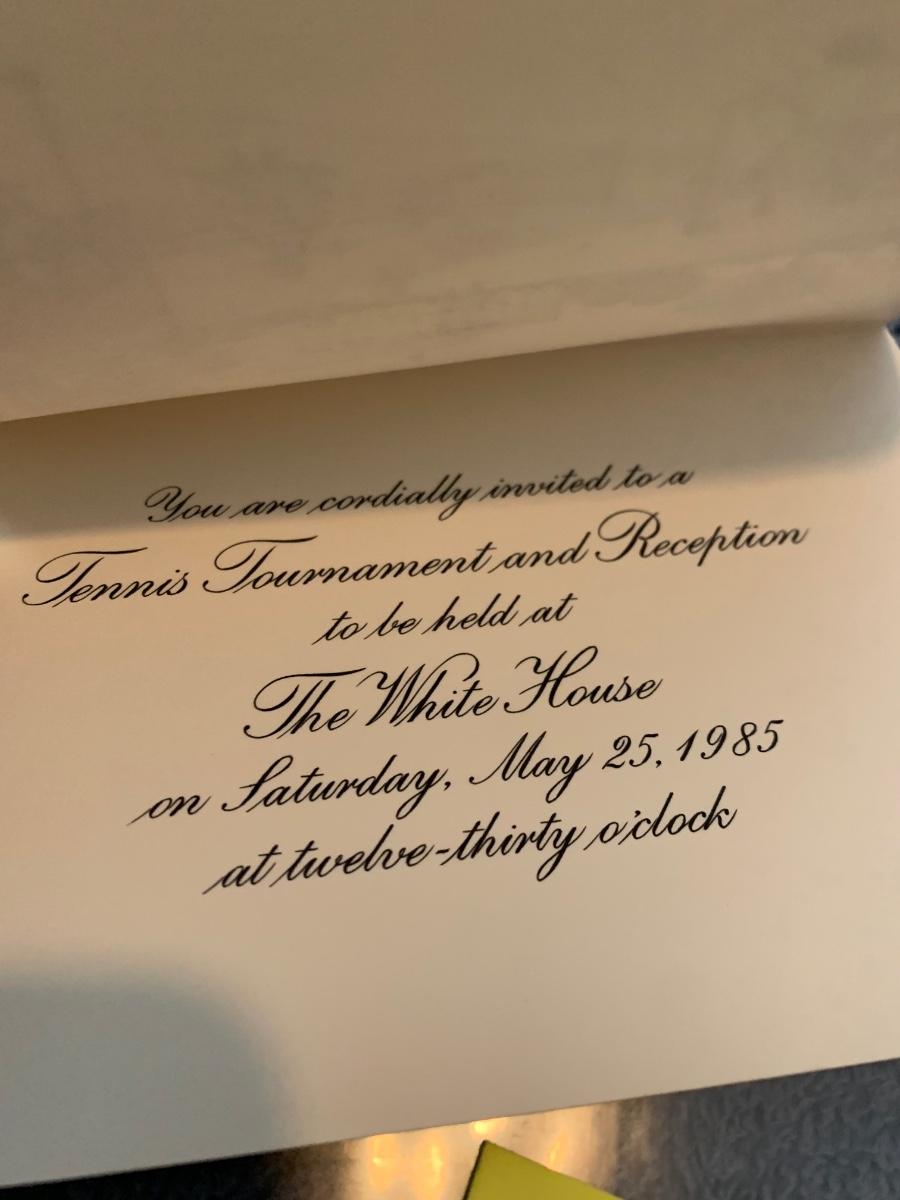 You are cordially invited to a
Tennis Tournament and Reception
to be held at
The White House
on Saturday, May 25, 1985
at twelve-thirty o'clock